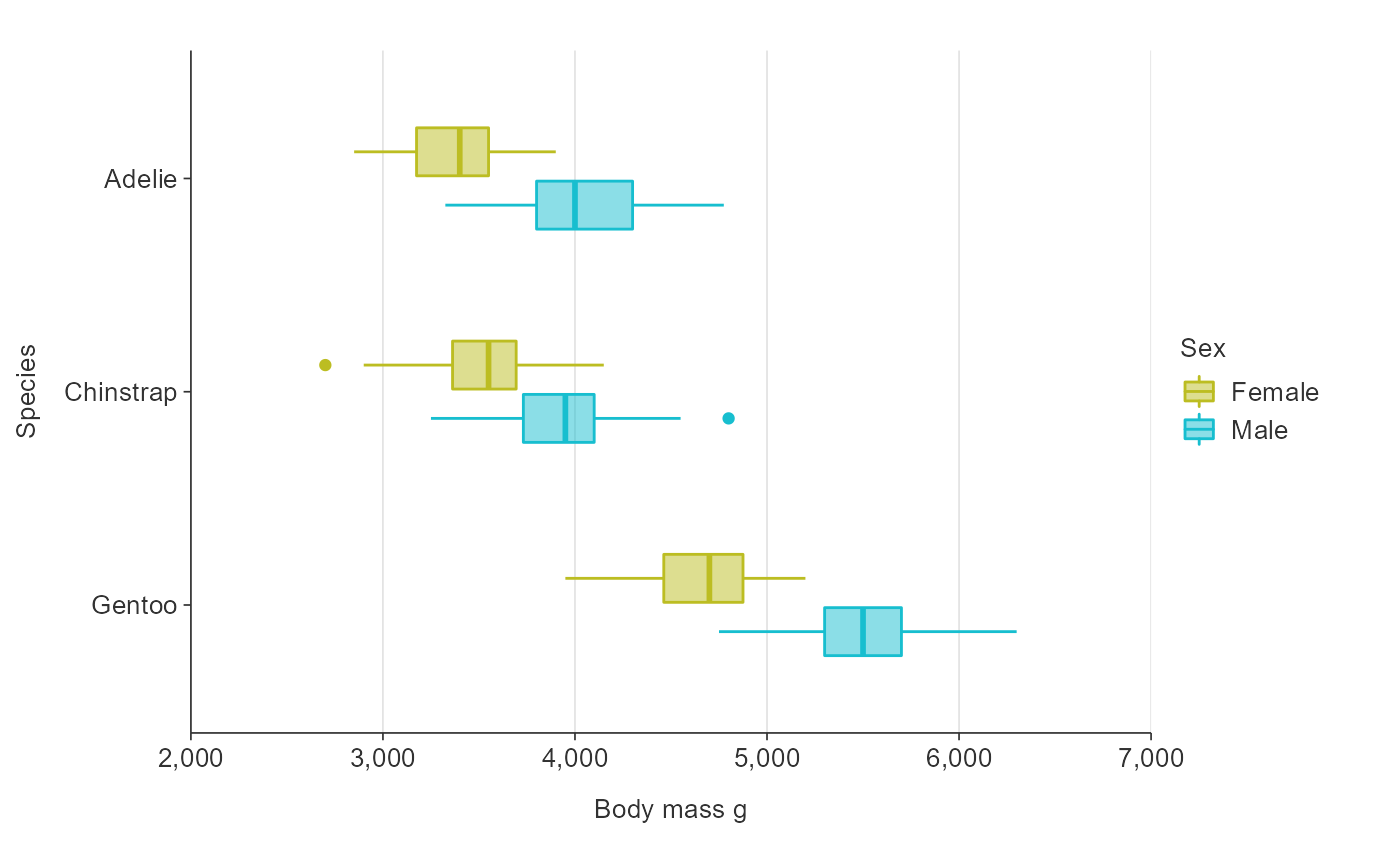 Species
Adelie
Chinstrap
Gentoo
2,000 3,000 4,000 5,000 6,000 7,000
Body mass g
Sex
Female
Male